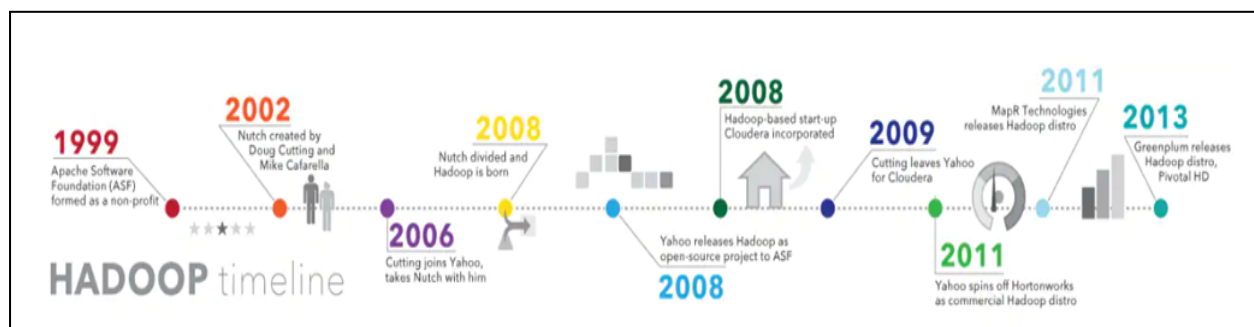 1999
Apache Software
Foundation (ASF)
formed as a non-profit
2002
Nutch created by
Doug Cutting and
Mike Cafarella
2006
Cutting joins Yahoo,
takes Nutch with him
2008
Nutch divided and
Hadoop is born
Yahoo releases Hadoop as
open-source project to ASF
2008
2008
Hadoop-based start-up
Cloudera incorporated
2009
Cutting leaves Yahoo
for Cloudera
2011
Yahoo spins off Hortonworks
as commercial Hadoop distro
2011
MapR Technologies
releases Hadoop distro
2013
Greenplum releases
Hadoop distro,
Pivotal HD
HADOOP timeline